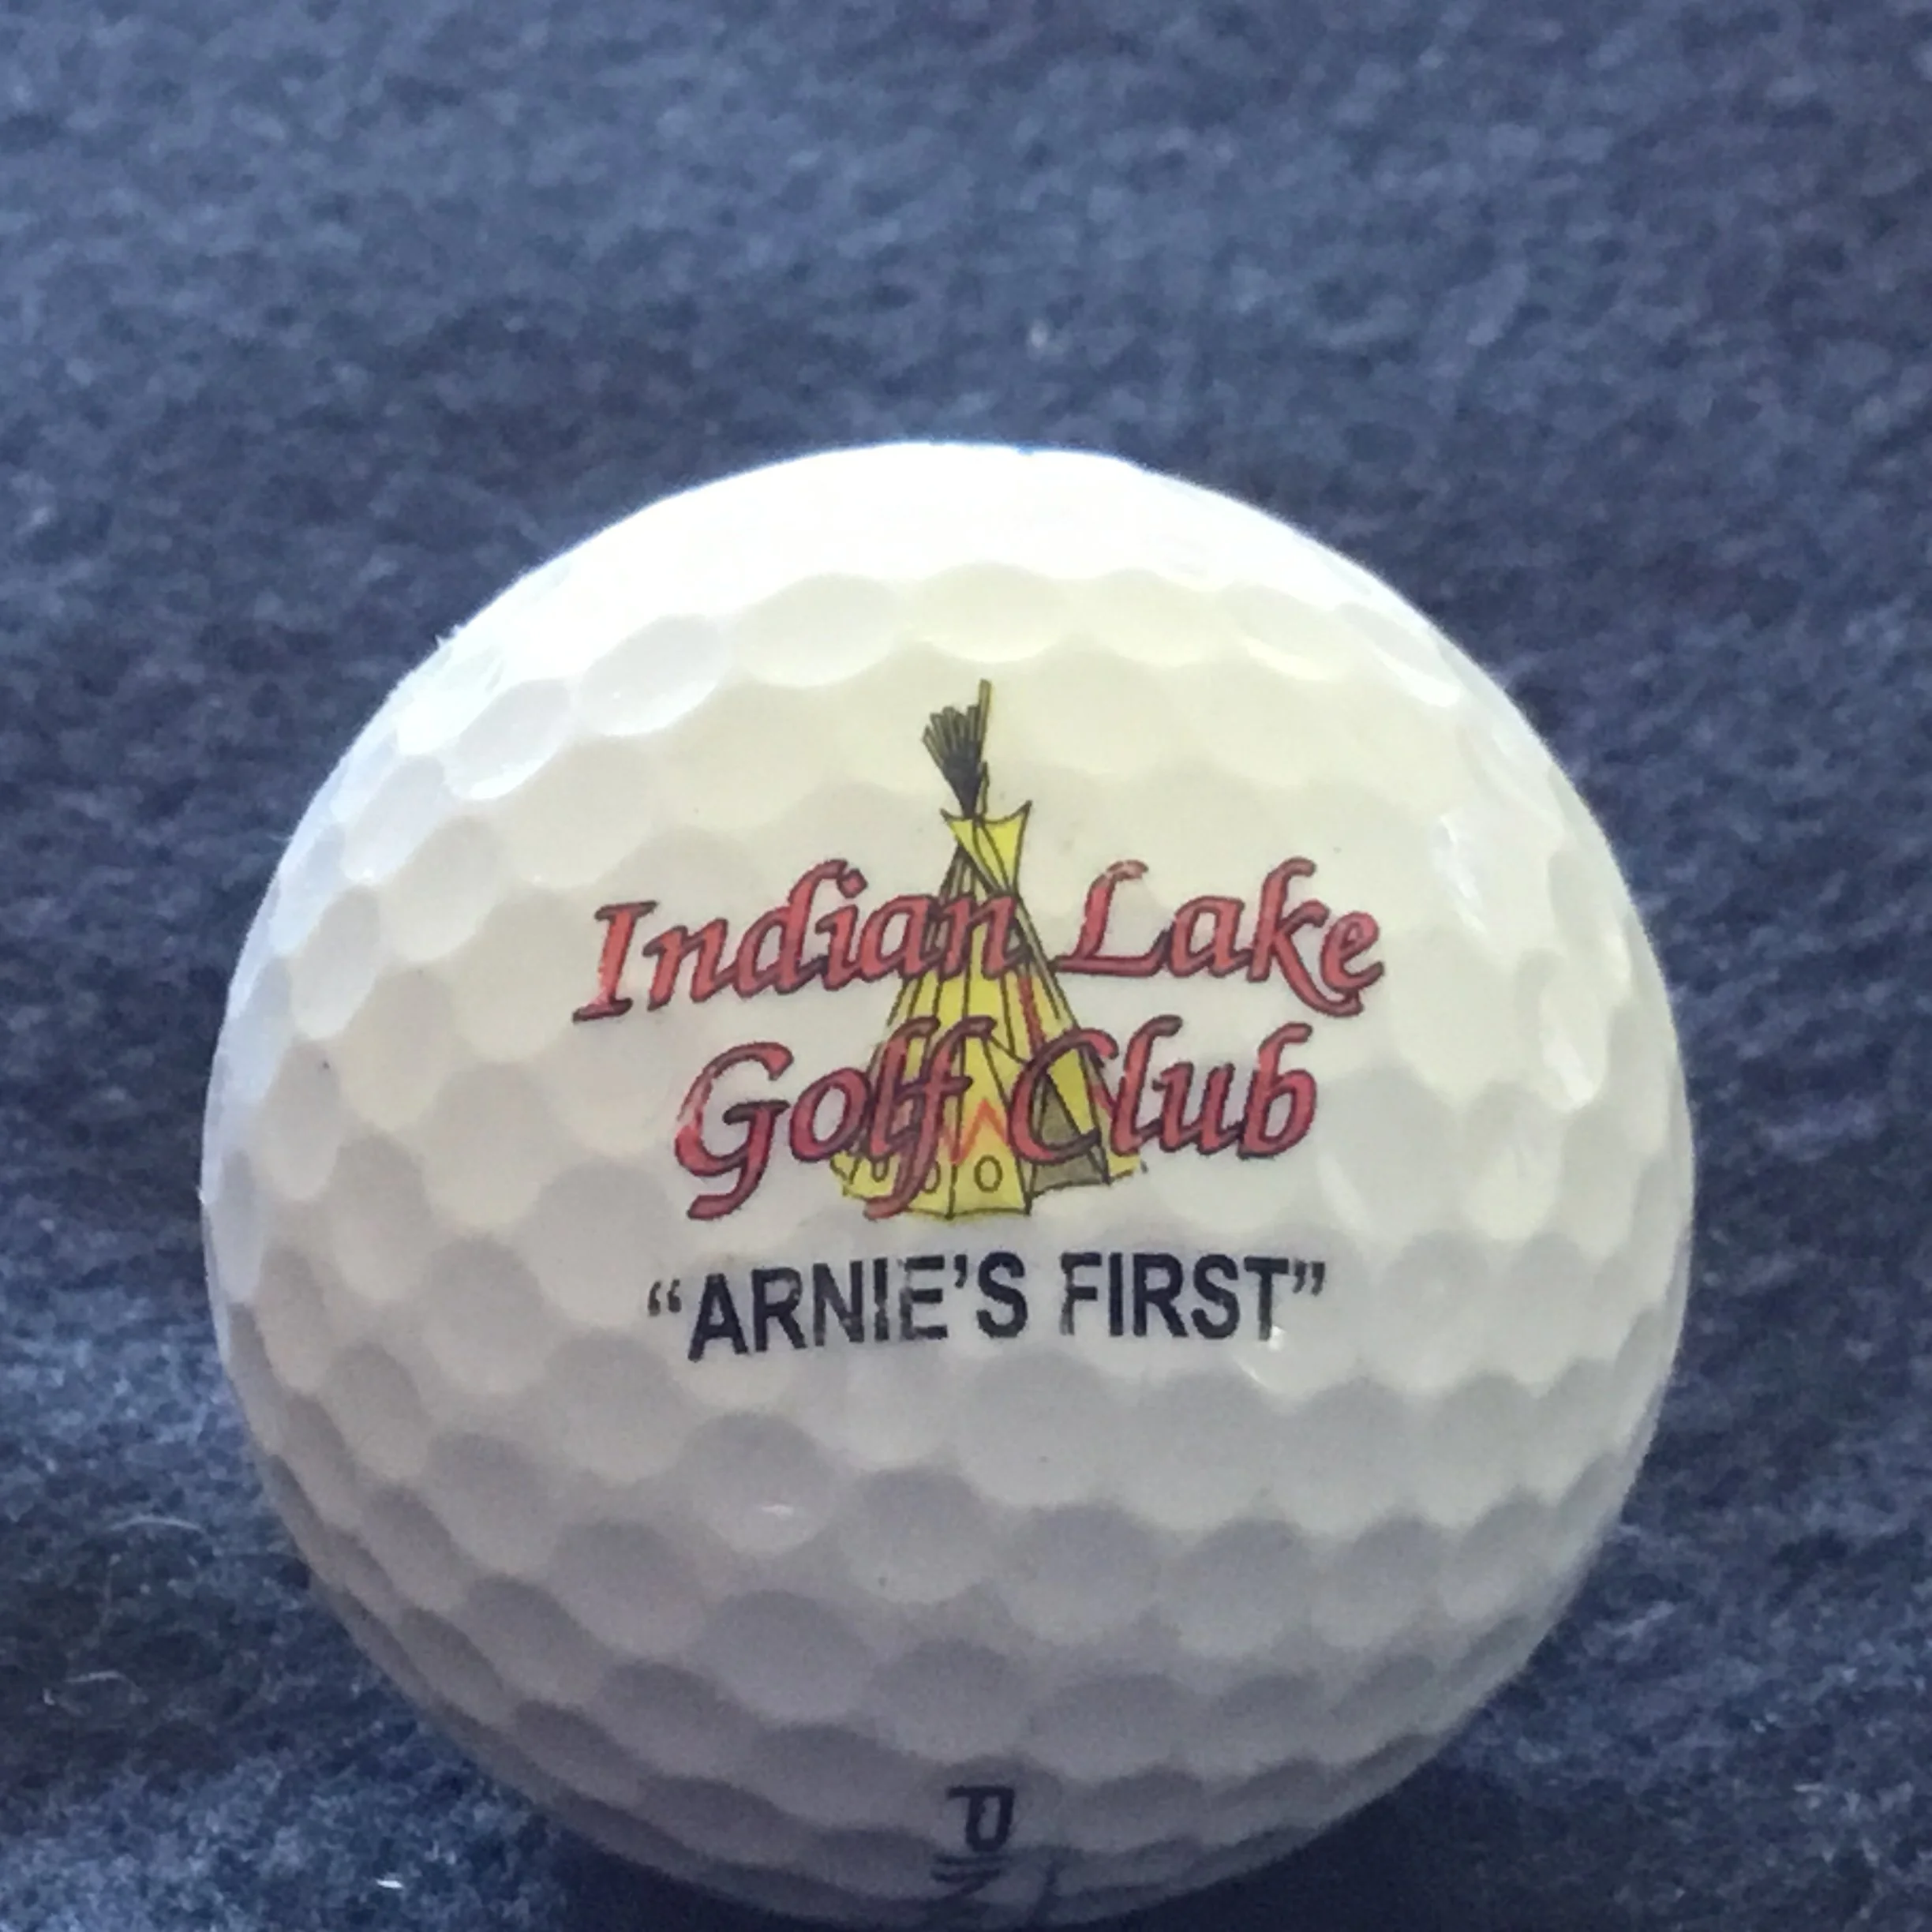 Indian Lake
Golf Club
“ARNIE’S FIRST”